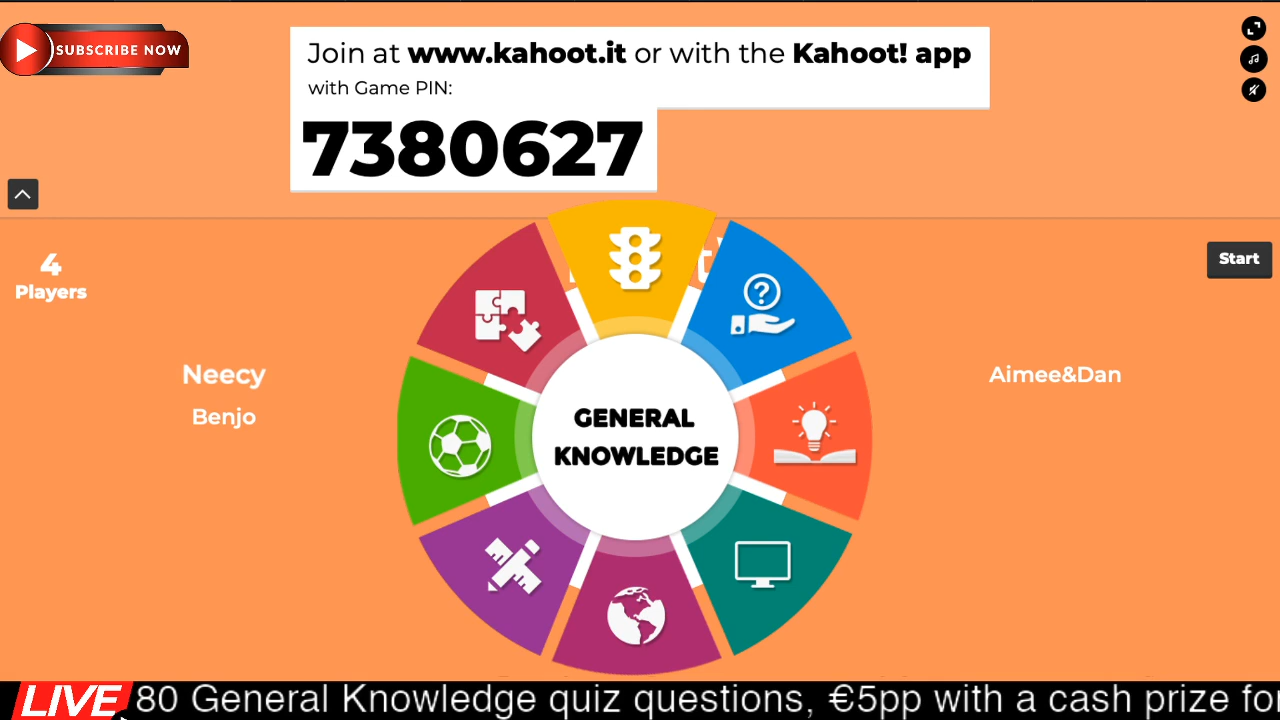 SUBSCRIBE NOW
Join at www.kahoot.it or with the Kahoot! app
with Game PIN:
7380627
4
Players
Start
Neecy
Aimee&Dan
Benjo
GENERAL
KNOWLEDGE
LIVE
80 General Knowledge quiz questions, €5pp with a cash prize for